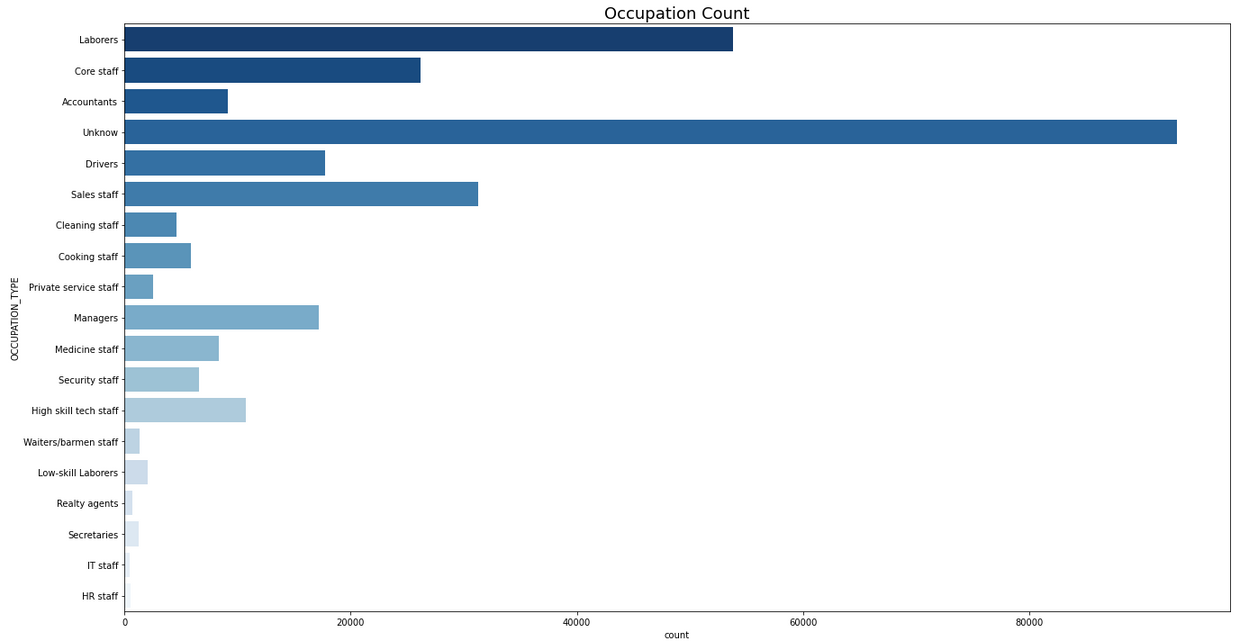 Occupation Count
Laborers
Core staff
Accountants
Unknow
Drivers
Sales staff
Cleaning staff
Cooking staff
Private service staff
Managers
Medicine staff
Security staff
High skill tech staff
Waiters/barmen staff
Low-skill Laborers
Realty agents
Secretaries
IT staff
HR staff
OCCUPATION_TYPE
0 20000 40000 60000 80000
count